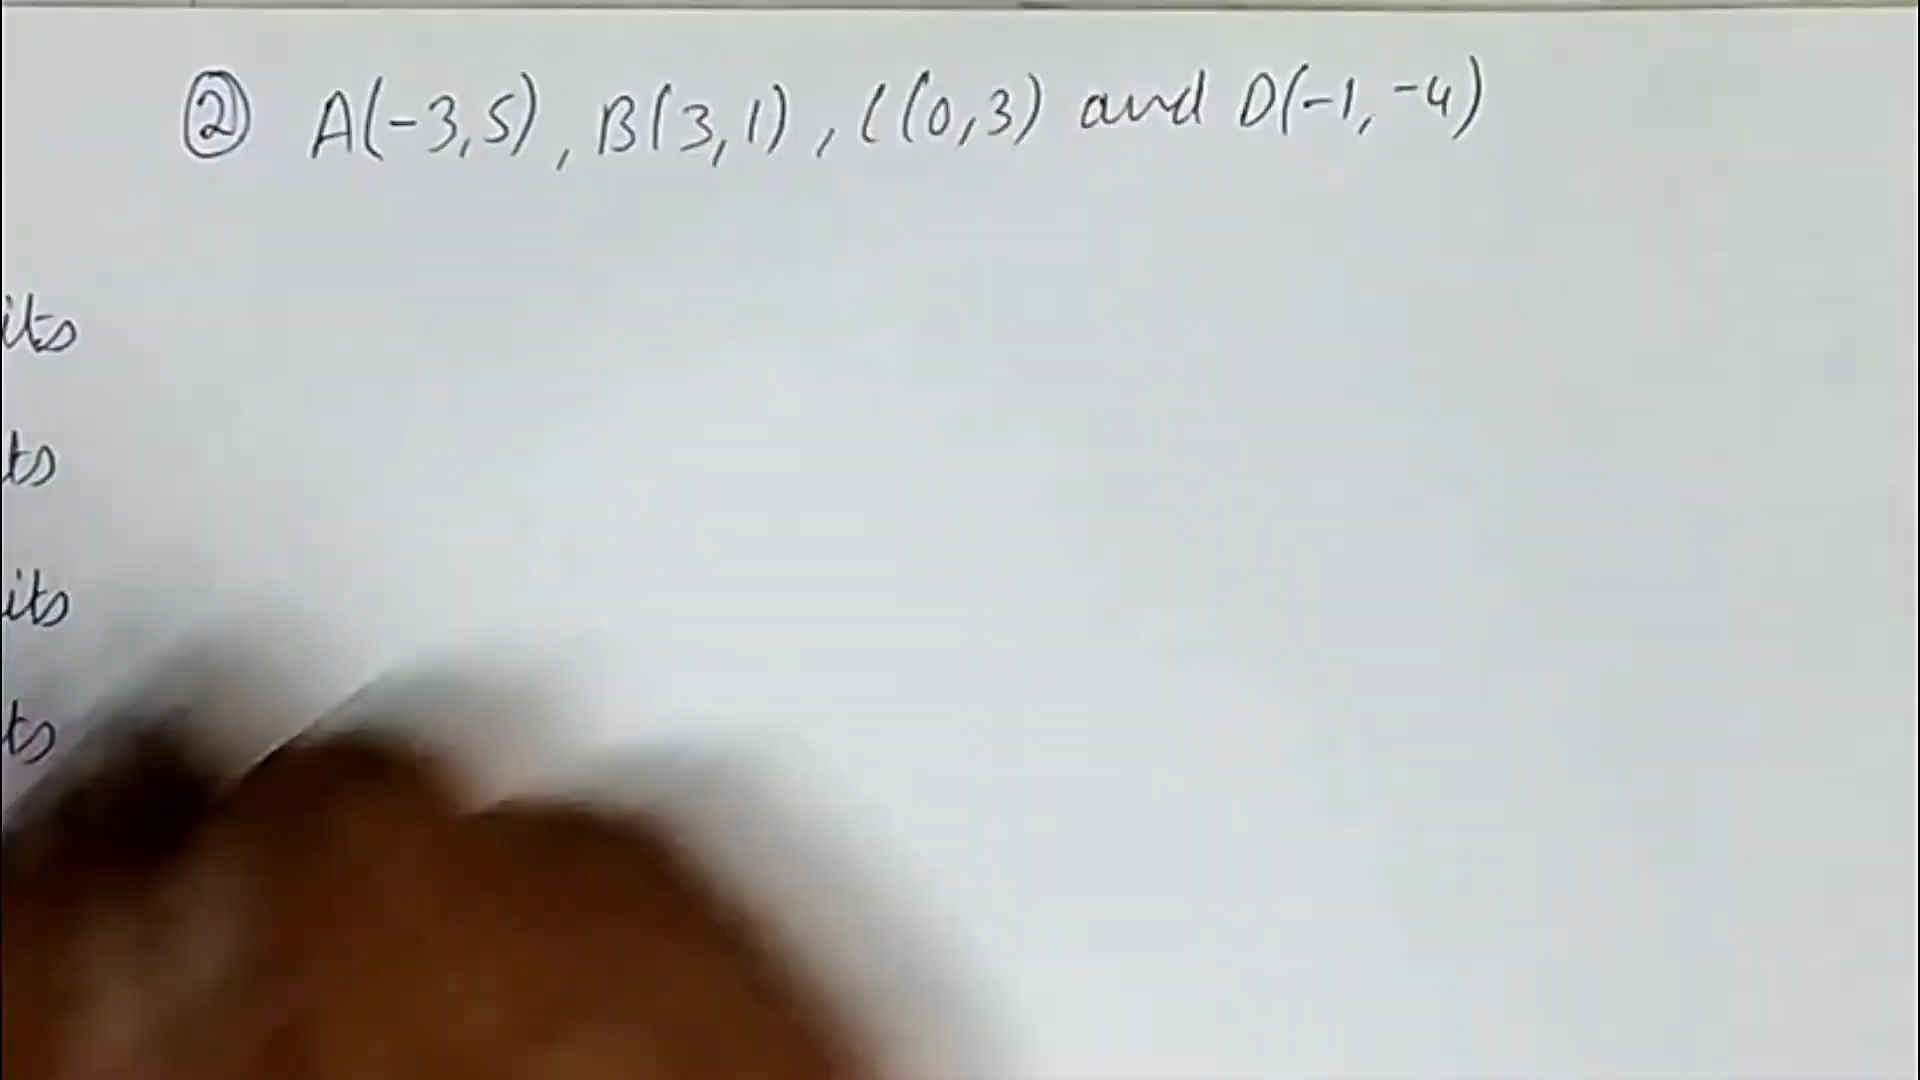 ② A(-3,5), B(3,1), C(0,3) and D(-1,-4)
its
ts
its
ts